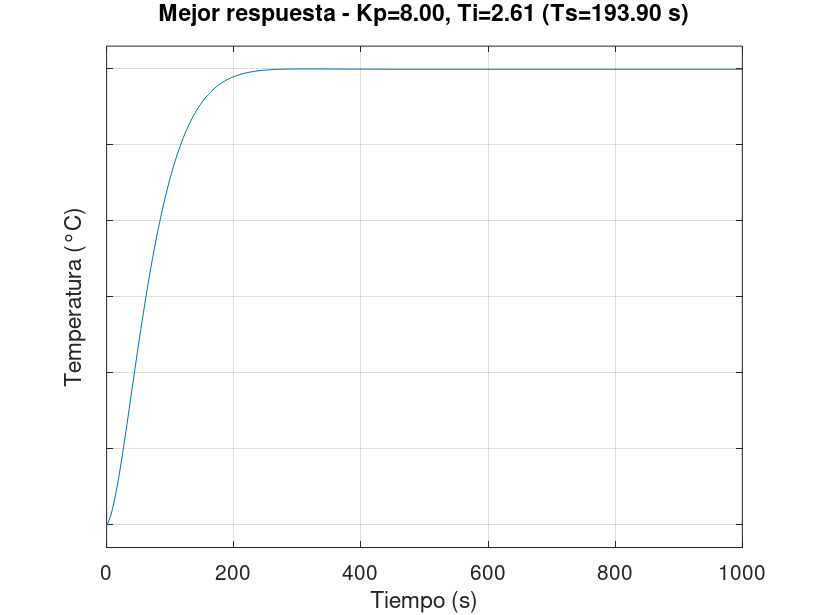 Mejor respuesta - Kp=8.00, Ti=2.61 (Ts=193.90 s)
Temperatura (°C)
0 200 400 600 800 1000
Tiempo (s)